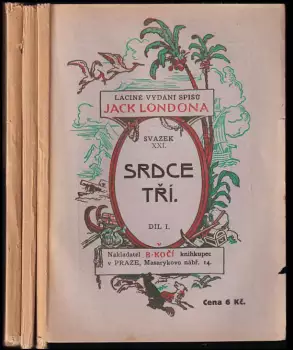 LACINÉ VYDÁNÍ SPISŮ
JACK LONDONA
SVAZEK
XXI.
SRDCE
TŘÍ.
DÍL I.
Nakladatel B. KOČÍ knihkupec
v PRAZE, Masarykovo nábř. 14.
Cena 6 Kč.